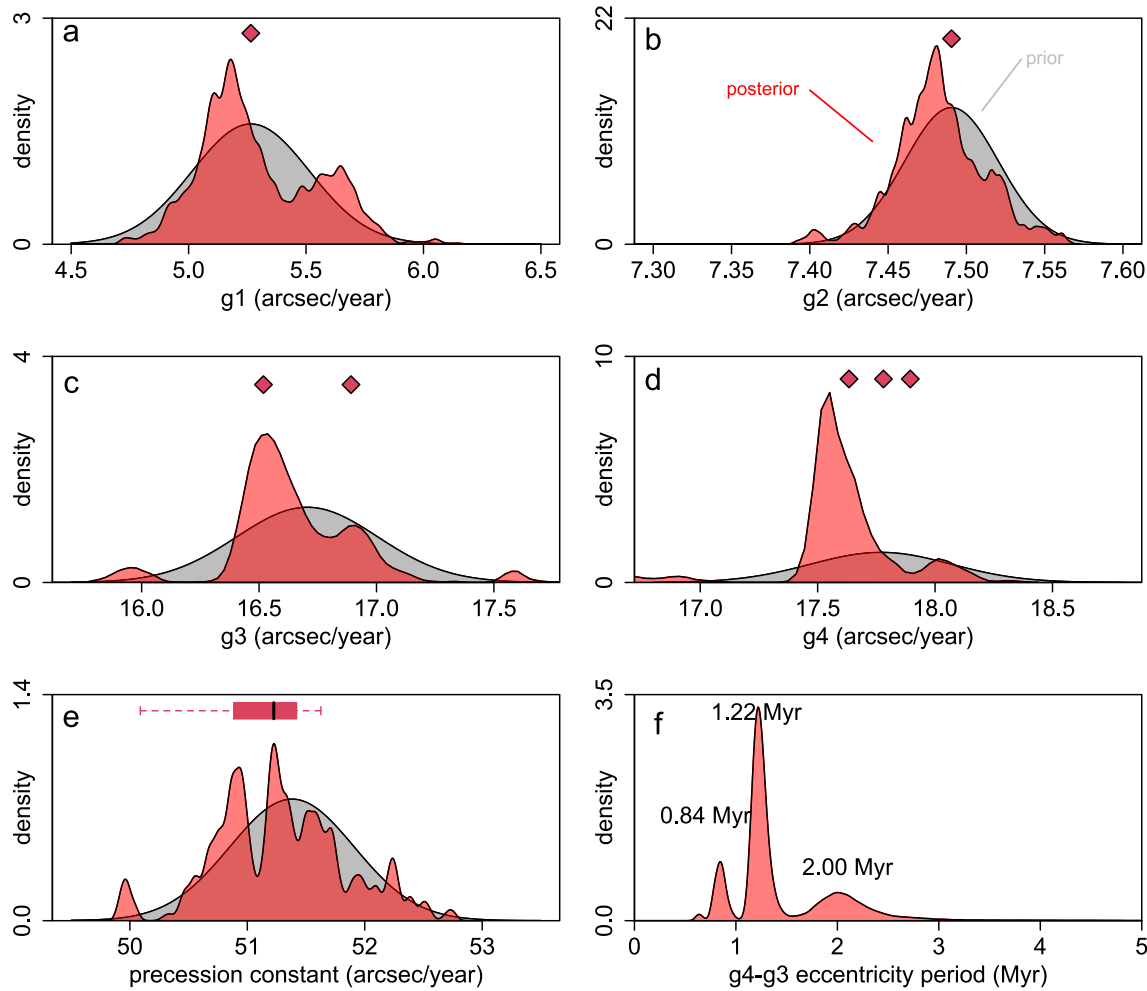 a
3
0
density
4.5 5.0 5.5 6.0 6.5
g1 (arcsec/year)
b
22
0
density
prior
posterior
7.30 7.35 7.40 7.45 7.50 7.55 7.60
g2 (arcsec/year)
c
4
0
density
16.0 16.5 17.0 17.5
g3 (arcsec/year)
d
10
0
density
17.0 17.5 18.0 18.5
g4 (arcsec/year)
e
1.4
0.0
density
50 51 52 53
precession constant (arcsec/year)
f
3.5
0.0
density
1.22 Myr
0.84 Myr
2.00 Myr
0 1 2 3 4 5
g4-g3 eccentricity period (Myr)